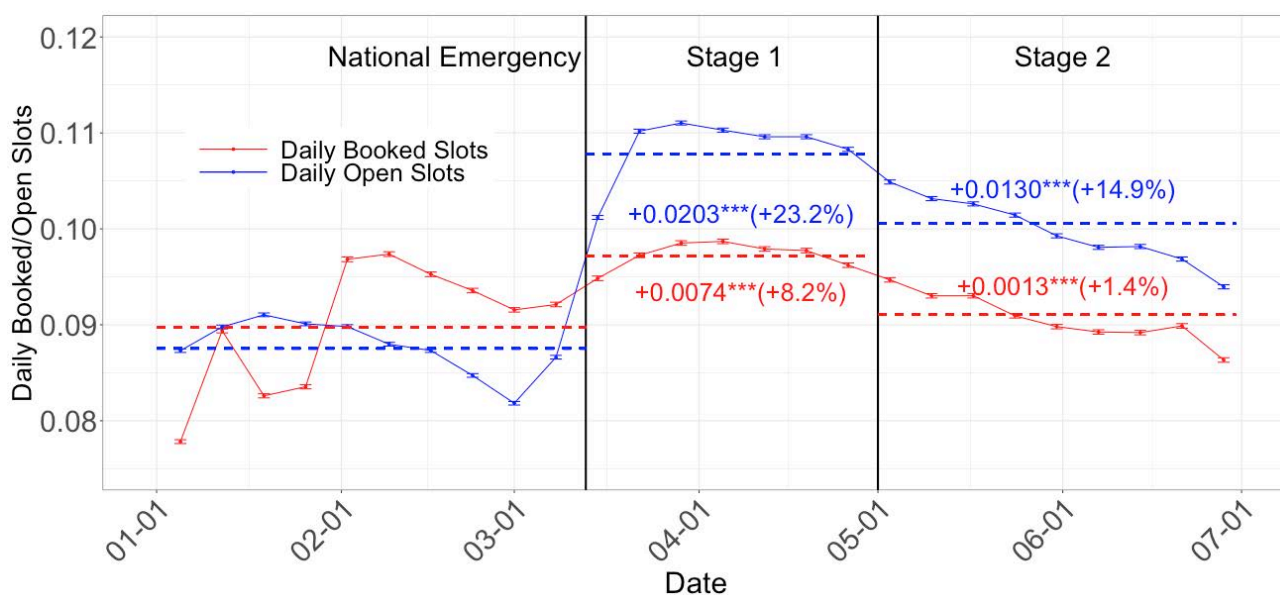 0.12
0.11
0.10
0.09
0.08
Daily Booked/Open Slots
National Emergency
Stage 1
Stage 2
Daily Booked Slots
Daily Open Slots
+0.0203***(+23.2%)
+0.0074***(+8.2%)
+0.0130***(+14.9%)
+0.0013***(+1.4%)
01-01
02-01
03-01
04-01
05-01
06-01
07-01
Date